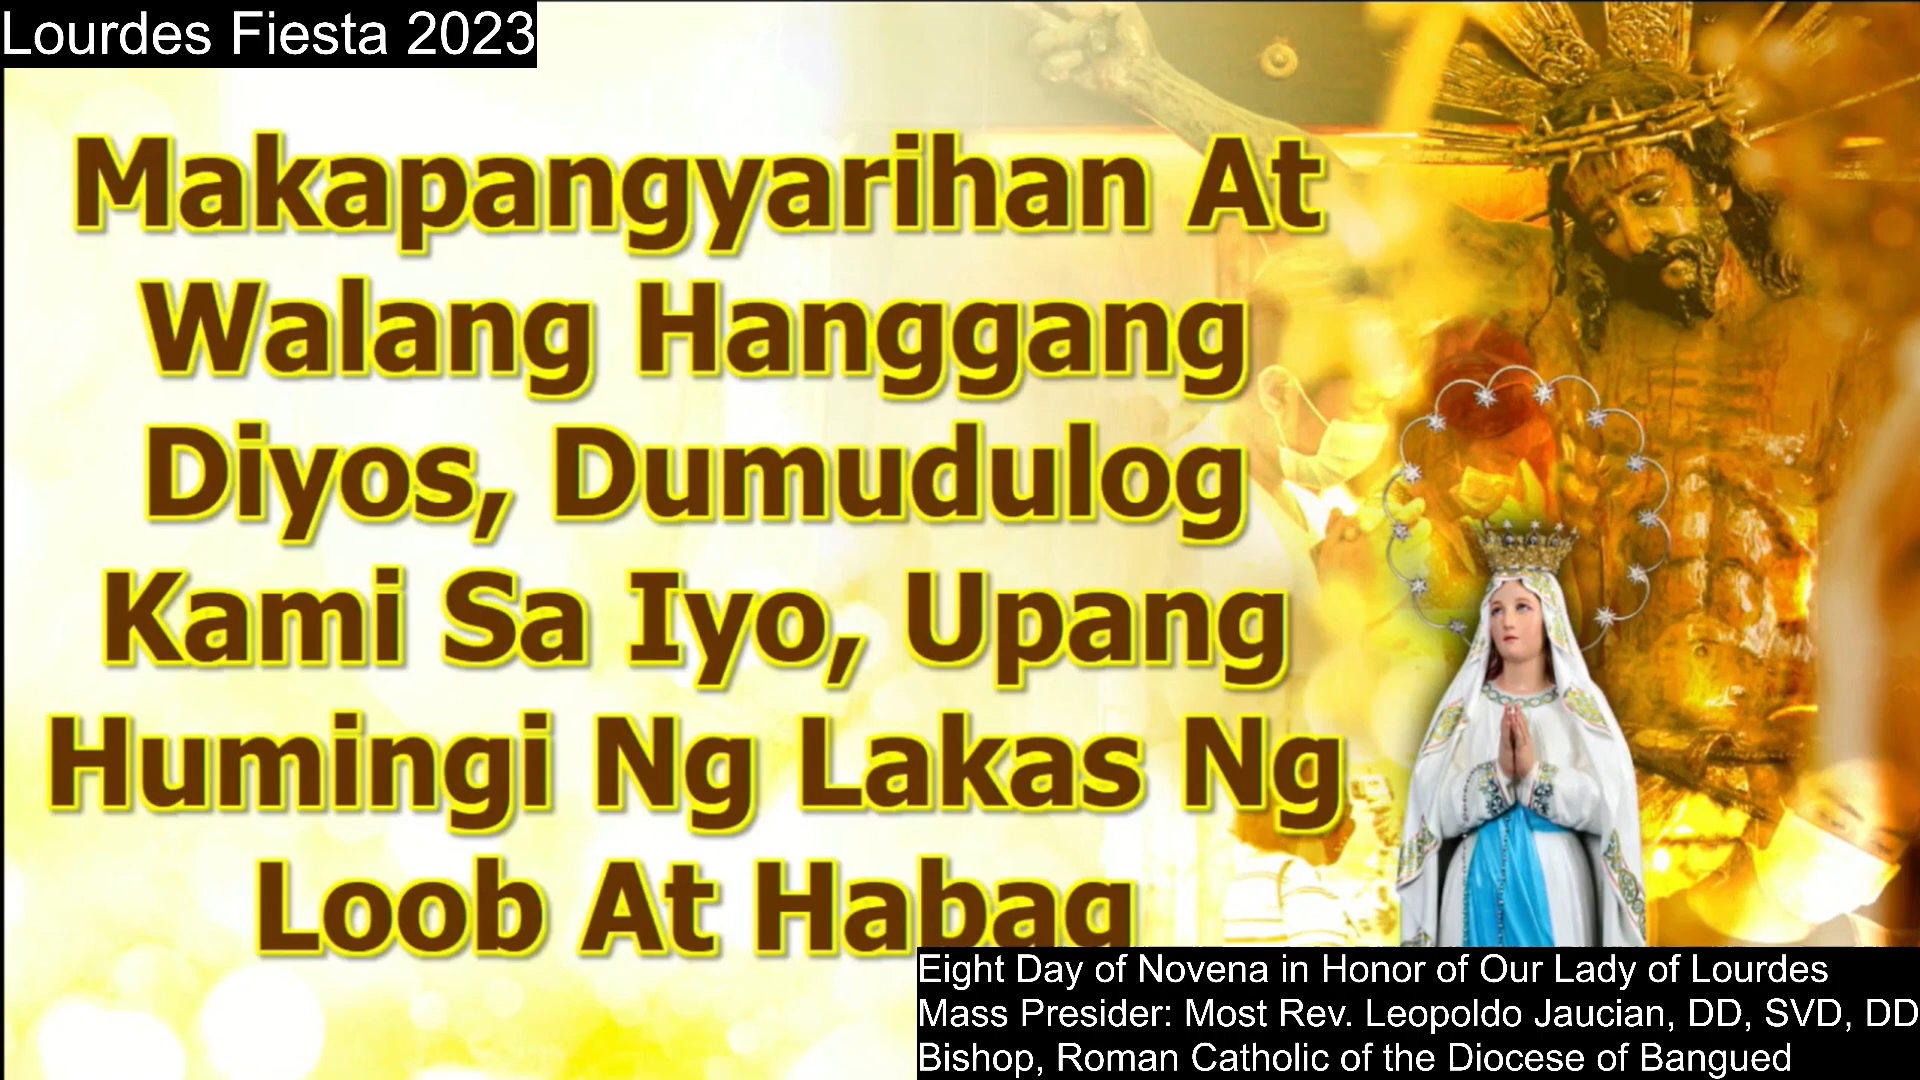 Lourdes Fiesta 2023
Makapangyarihan At
Walang Hanggang
Diyos, Dumudulog
Kami Sa Iyo, Upang
Humingi Ng Lakas Ng
Loob At Habag
Eight Day of Novena in Honor of Our Lady of Lourdes
Mass Presider: Most Rev. Leopoldo Jaucian, DD, SVD, DD
Bishop, Roman Catholic of the Diocese of Bangued